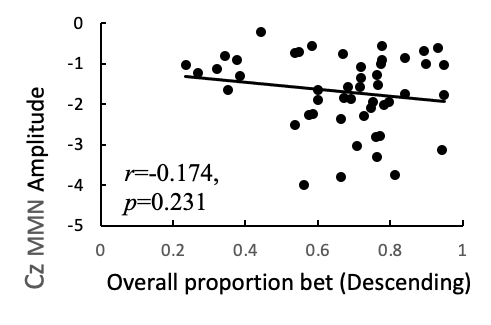 0
-1
-2
-3
-4
-5
Cz MMN Amplitude
r=-0.174,
p=0.231
0 0.2 0.4 0.6 0.8 1
Overall proportion bet (Descending)